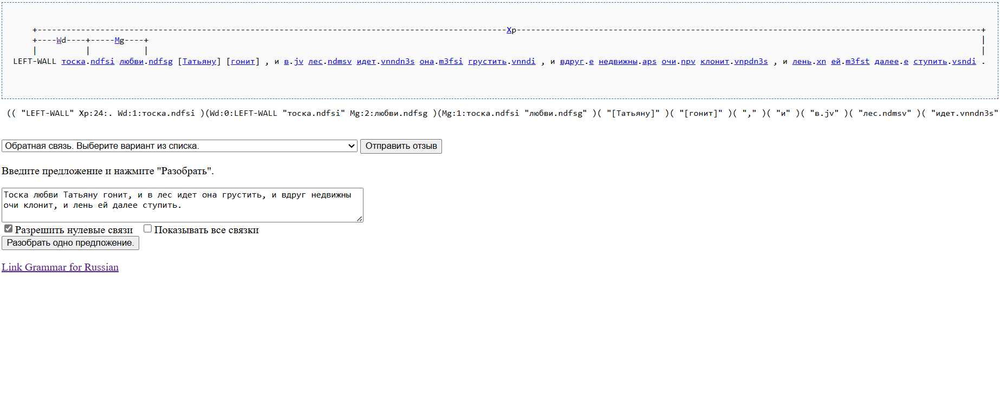 +-------------------------------------------------------------------------------------------------Xp------------------------------------------------------------------------------------------------+
+----Wd----+-----Mg----+ |
| | | |
LEFT-WALL тоска.ndfsi любви.ndfsg [Татьяну] [гонит] , и в.jv лес.ndmsv идет.vnndn3s она.m3fsi грустить.vnndi , и вдруг.e недвижны.aps очи.npv клонит.vnpdn3s , и лень.xn ей.m3fst далее.e ступить.vsndi .
(( "LEFT-WALL" Xp:24:. Wd:1:тоска.ndfsi )(Wd:0:LEFT-WALL "тоска.ndfsi" Mg:2:любви.ndfsg )(Mg:1:тоска.ndfsi "любви.ndfsg" )( "[Татьяну]" )( "[гонит]" )( "," )( "и" )( "в.jv" )( "лес.ndmsv" )( "идет.vnndn3s"
Обратная связь. Выберите вариант из списка. Отправить отзыв
Введите предложение и нажмите "Разобрать".
Тоска любви Татьяну гонит, и в лес идет она грустить, и вдруг недвижны
очи клонит, и лень ей далее ступить.
Разрешить нулевые связи Показывать все связки
Разобрать одно предложение.
Link Grammar for Russian